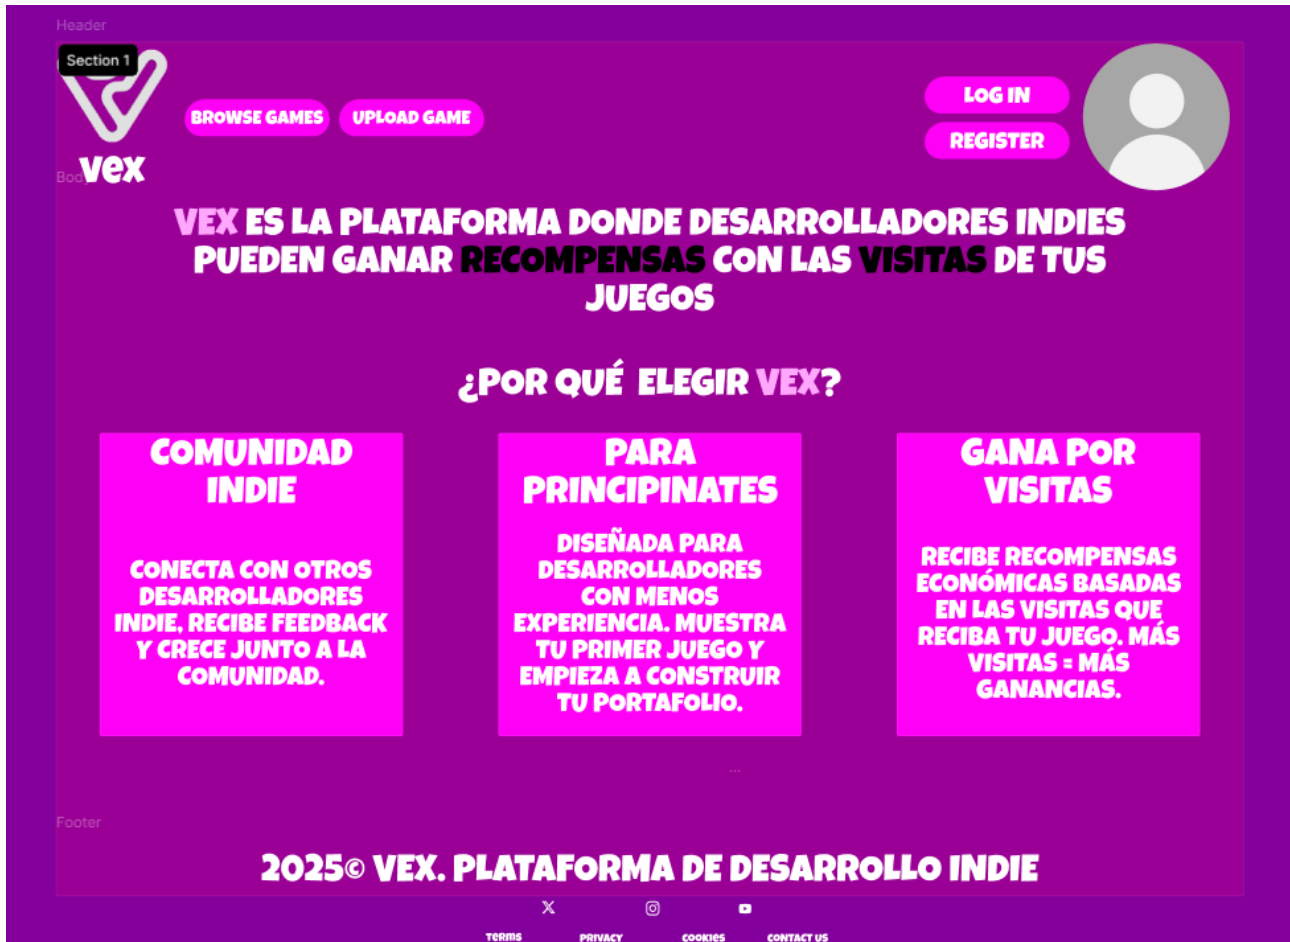 Header
Section 1
BROWSE GAMES
UPLOAD GAME
LOG IN
REGISTER
vex
Body
VEX ES LA PLATAFORMA DONDE DESARROLLADORES INDIES
PUEDEN GANAR RECOMPENSAS CON LAS VISITAS DE TUS
JUEGOS
¿POR QUÉ ELEGIR VEX?
COMUNIDAD
INDIE
CONECTA CON OTROS
DESARROLLADORES
INDIE, RECIBE FEEDBACK
Y CRECE JUNTO A LA
COMUNIDAD.
PARA
PRINCIPINATES
DISEÑADA PARA
DESARROLLADORES
CON MENOS
EXPERIENCIA. MUESTRA
TU PRIMER JUEGO Y
EMPIEZA A CONSTRUIR
TU PORTAFOLIO.
GANA POR
VISITAS
RECIBE RECOMPENSAS
ECONÓMICAS BASADAS
EN LAS VISITAS QUE
RECIBA TU JUEGO. MÁS
VISITAS = MÁS
GANANCIAS.
...
Footer
2025© VEX. PLATAFORMA DE DESARROLLO INDIE
TERMS
PRIVACY
COOKIES
CONTACT US